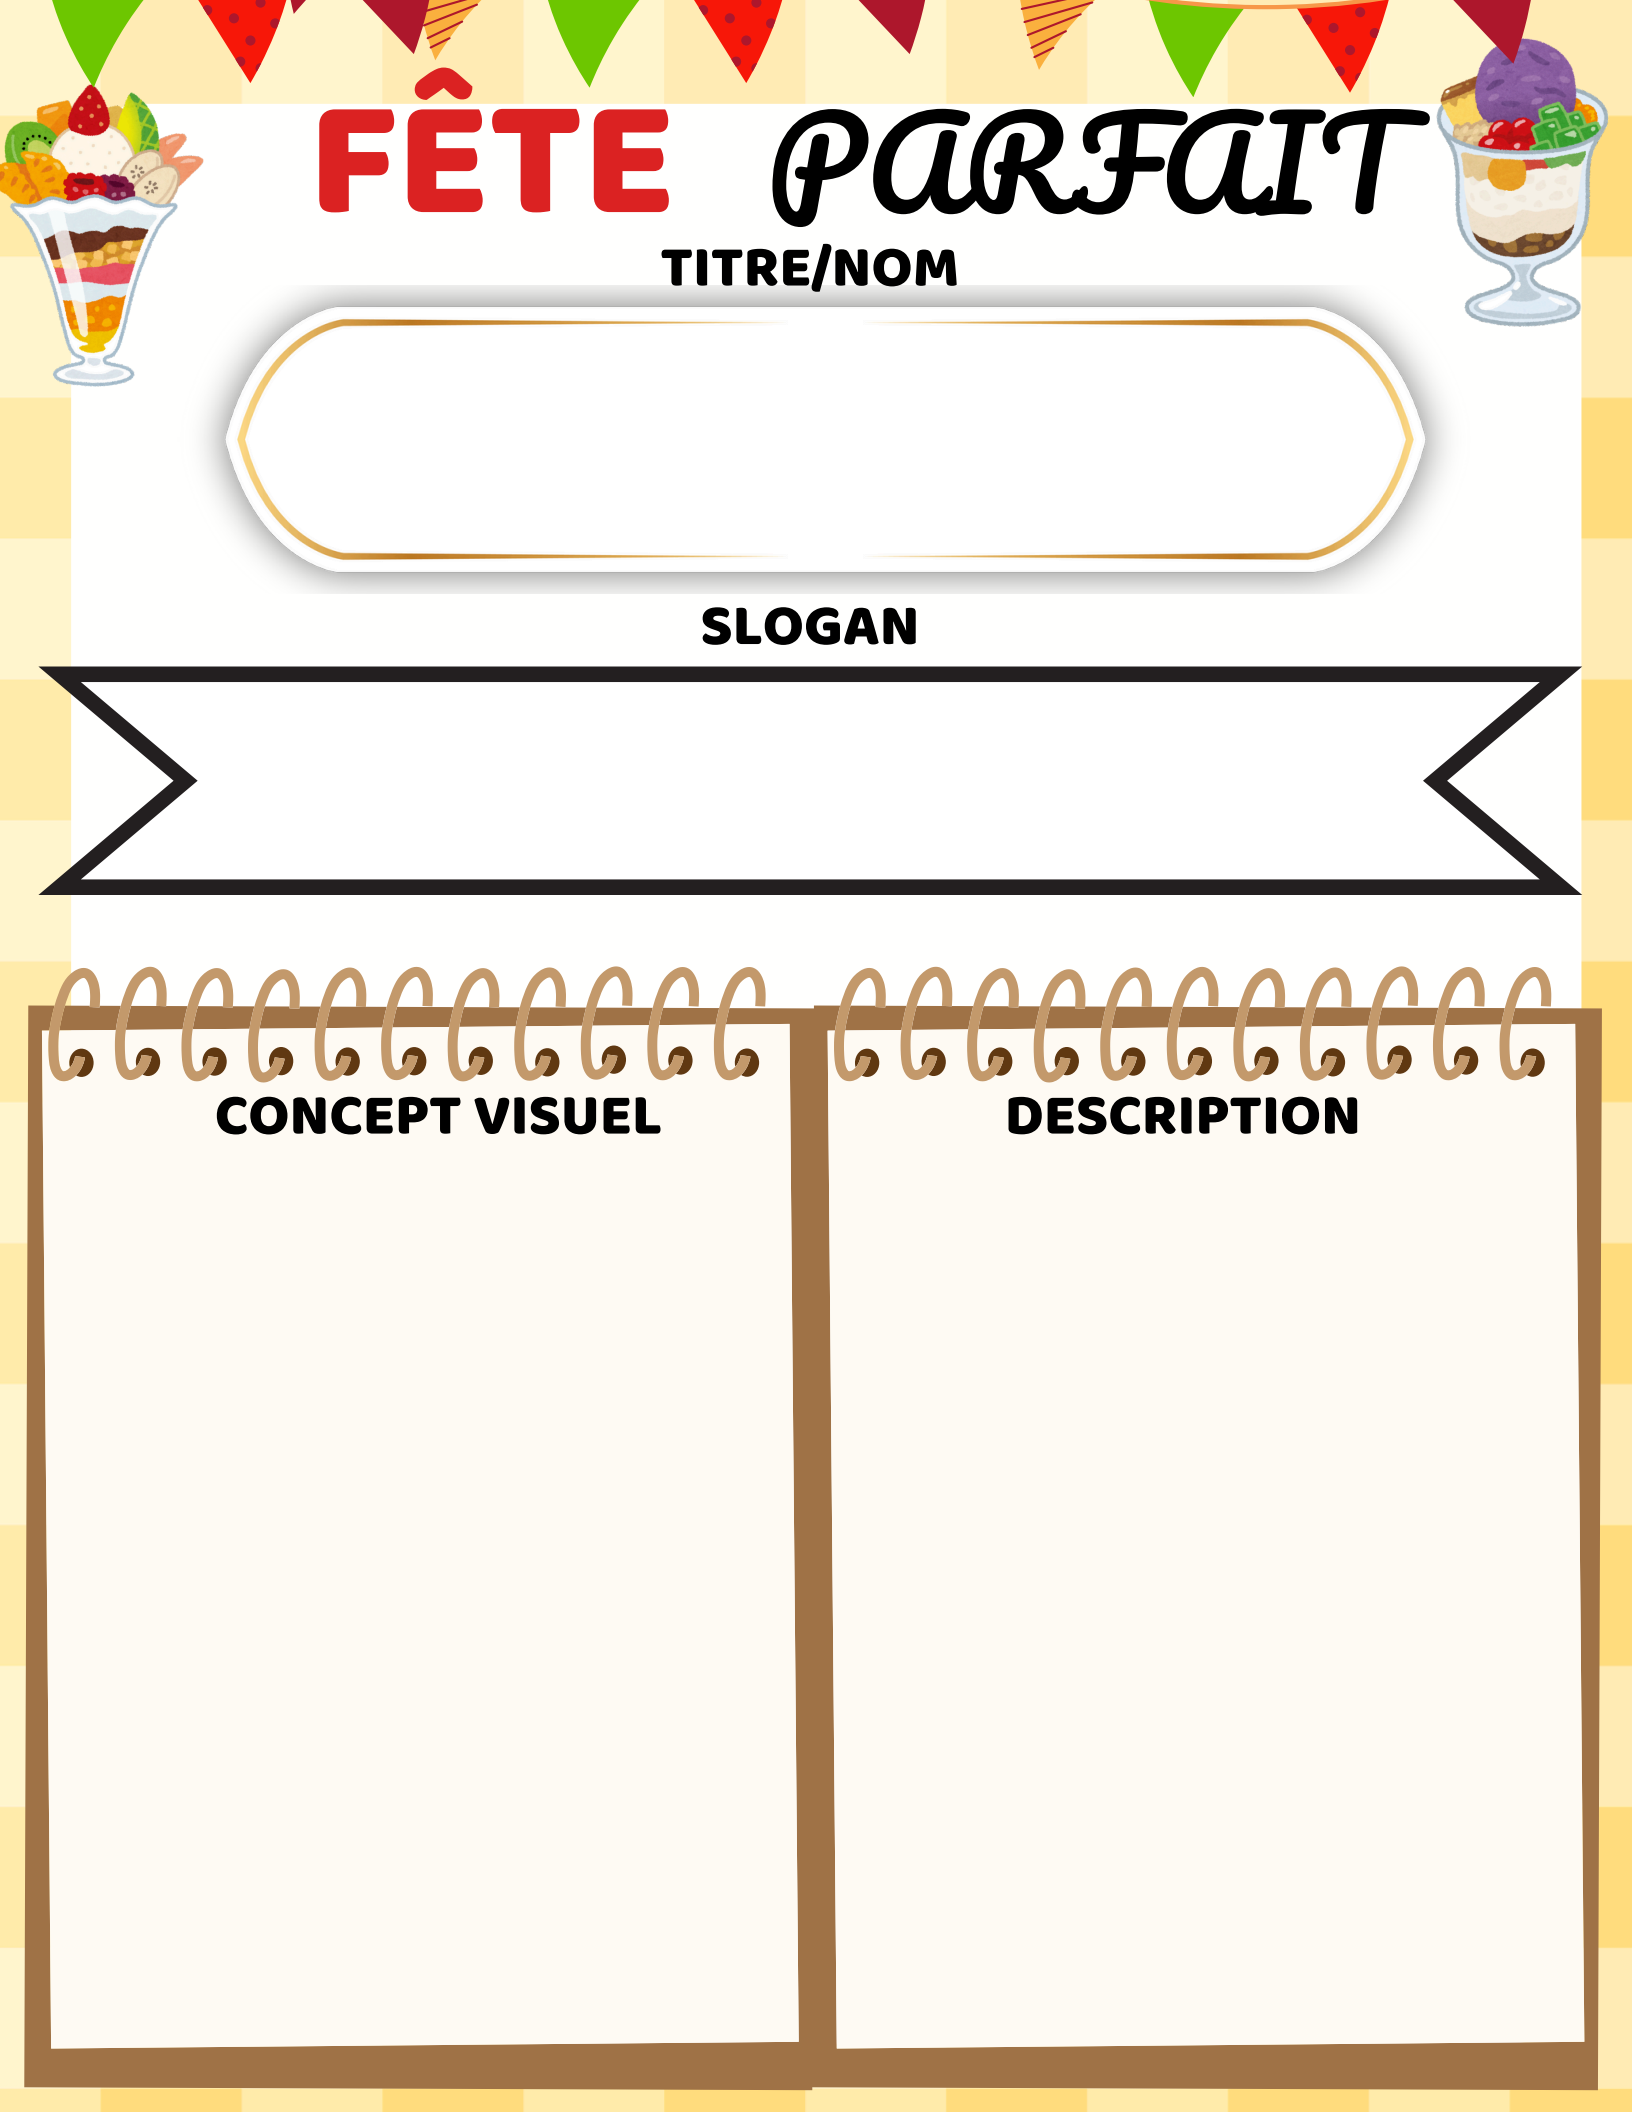 FÊTE PARFAIT
TITRE/NOM
SLOGAN
CONCEPT VISUEL
DESCRIPTION